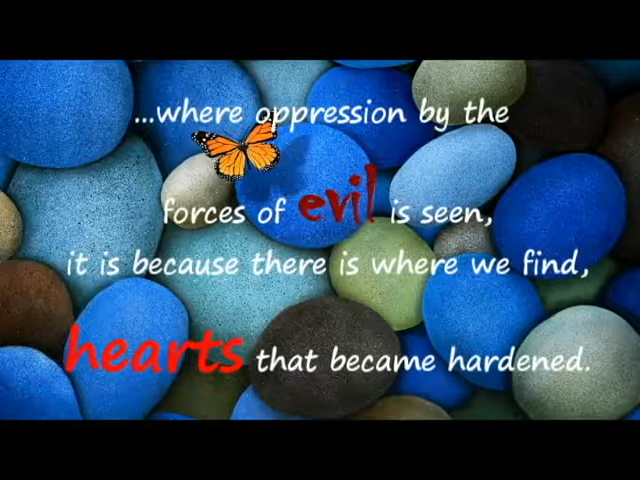 ...where oppression by the
forces of evil is seen,
it is because there is where we find,
hearts that became hardened.